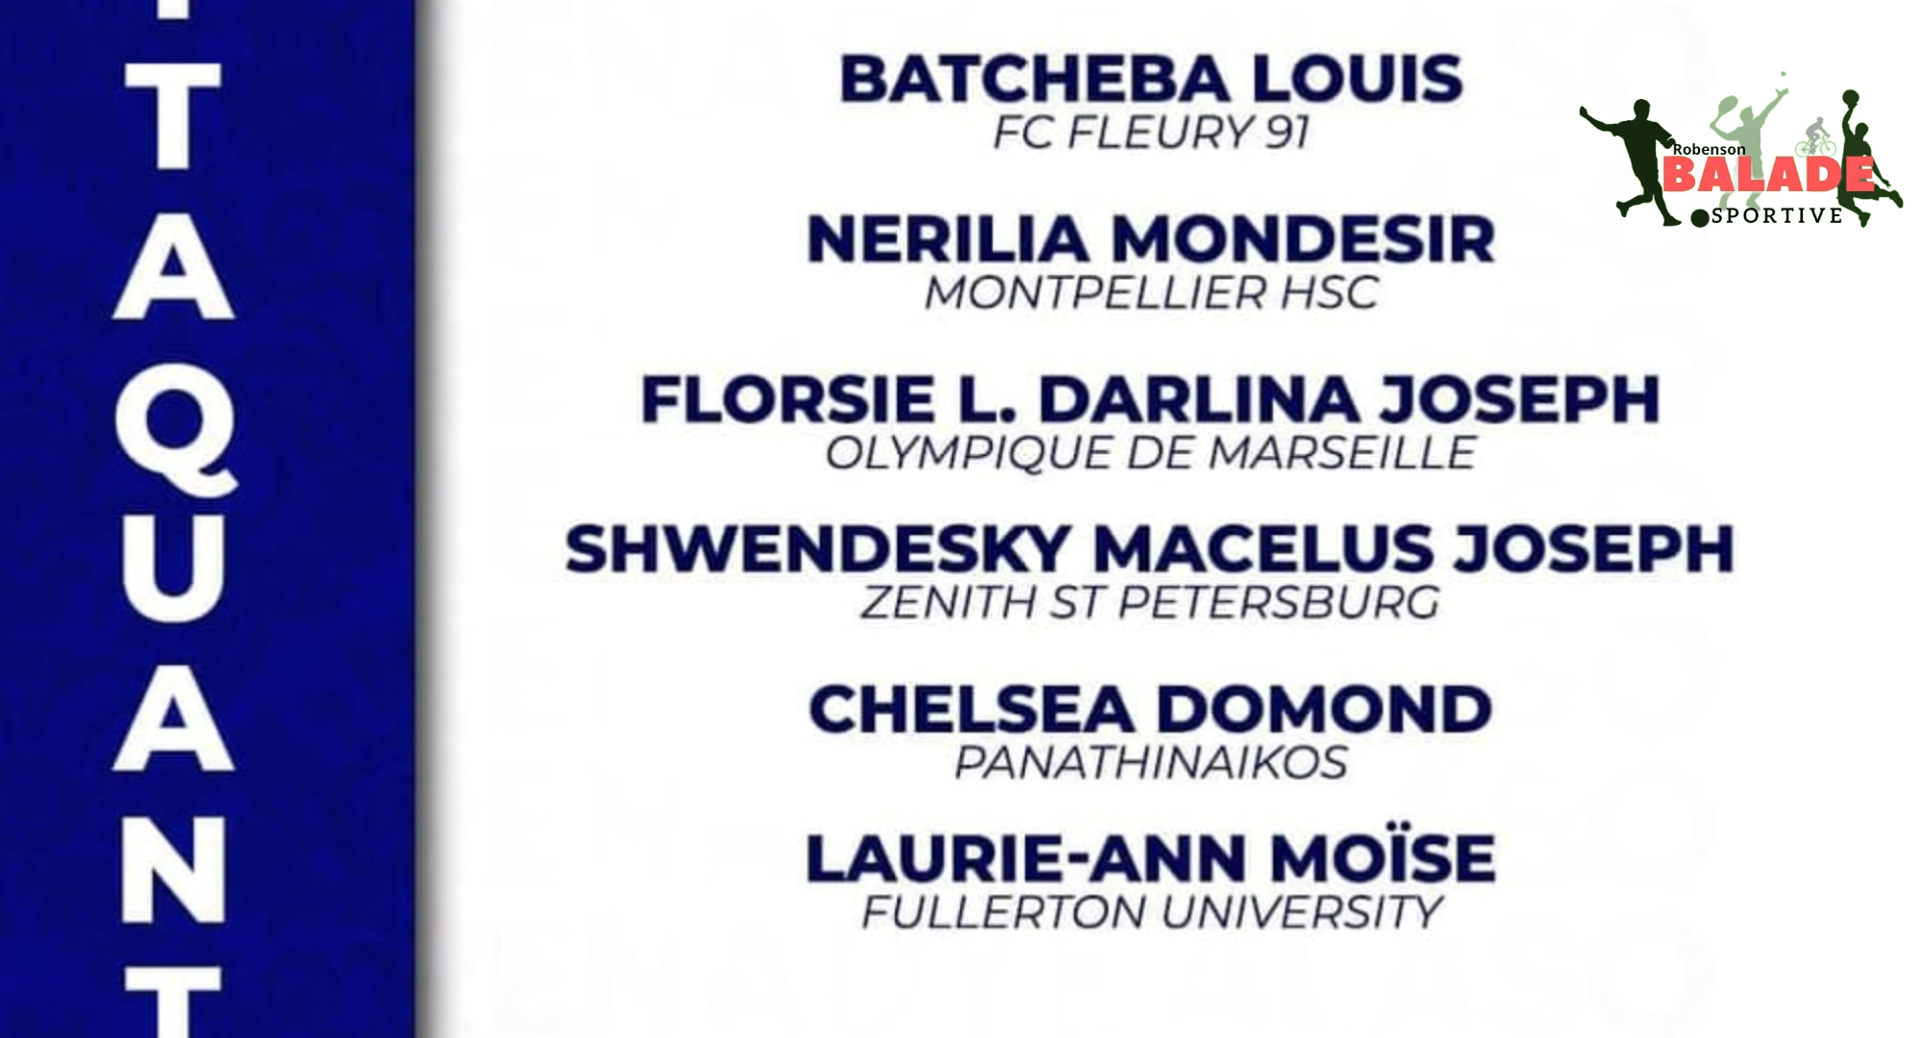 TTAQUANT
BATCHEBA LOUIS
FC FLEURY 91
NERILIA MONDESIR
MONTPELLIER HSC
FLORSIE L. DARLINA JOSEPH
OLYMPIQUE DE MARSEILLE
SHWENDESKY MACELUS JOSEPH
ZENITH ST PETERSBURG
CHELSEA DOMOND
PANATHINAIKOS
LAURIE-ANN MOÏSE
FULLERTON UNIVERSITY
Robenson
BALADE
SPORTIVE